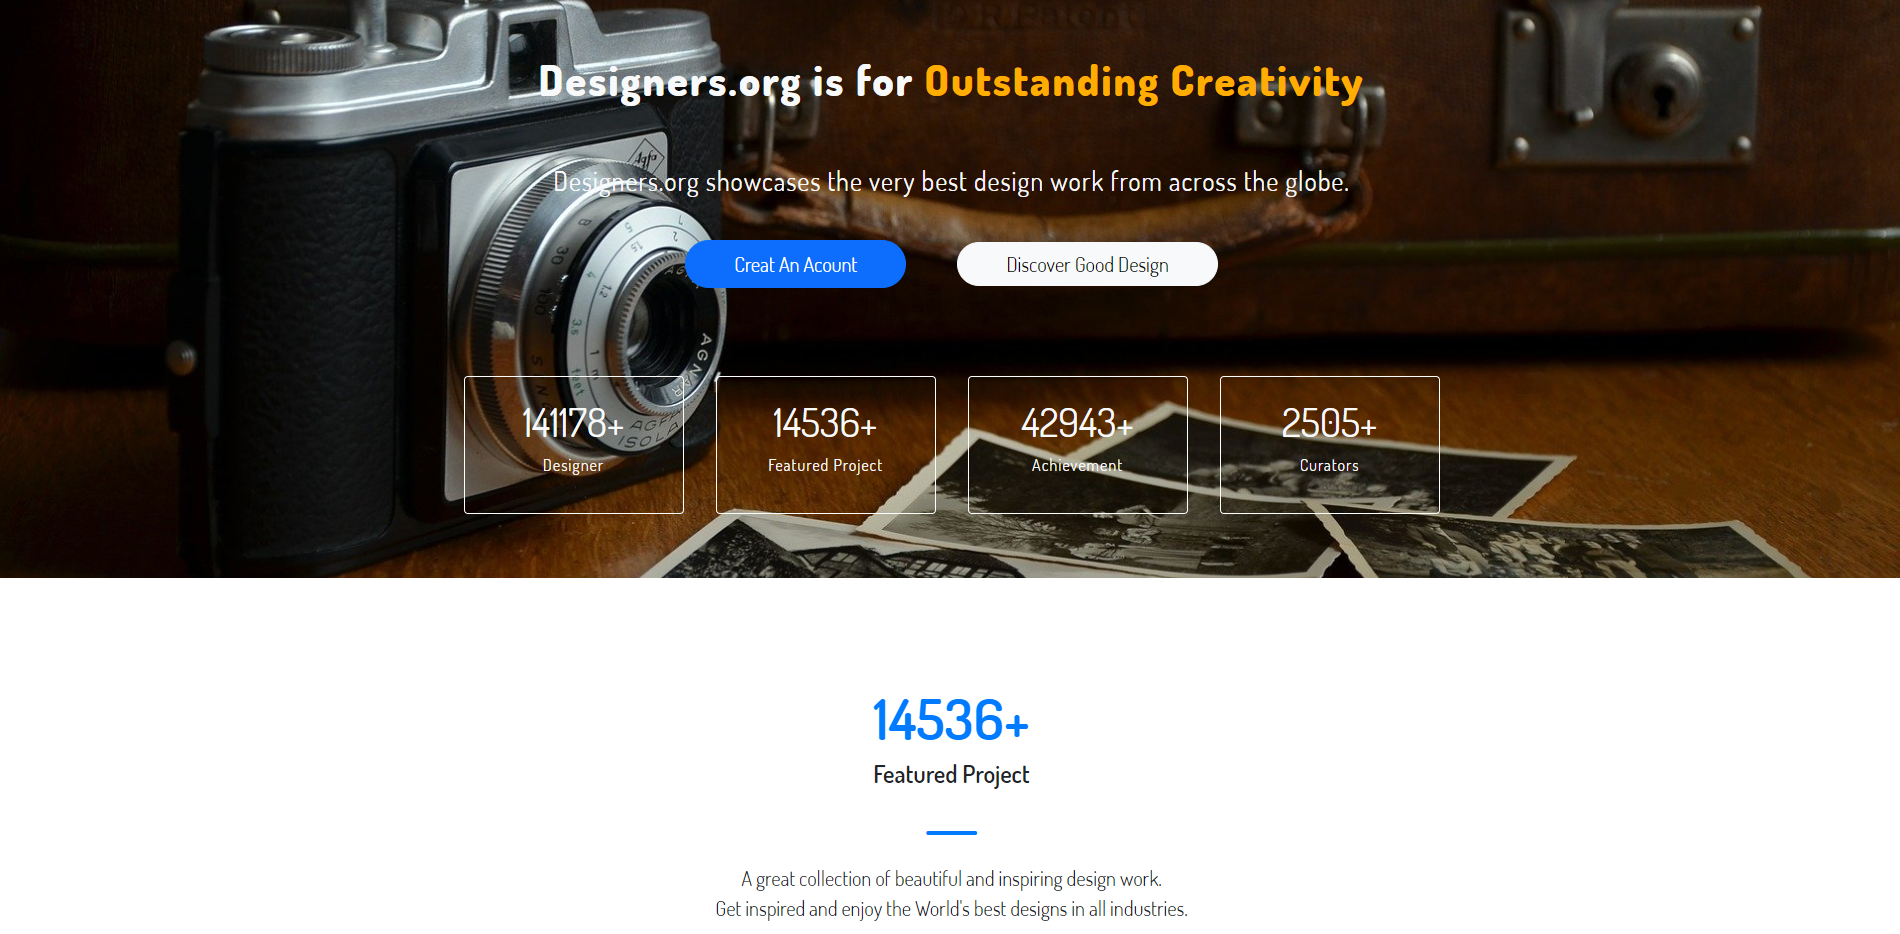 Designers.org is for Outstanding Creativity
Agfa
Designers.org showcases the very best design work from across the globe.
Creat An Acount
Discover Good Design
141178+
Designer
14536+
Featured Project
42943+
Achievement
2505+
Curators
14536+
Featured Project
A great collection of beautiful and inspiring design work.
Get inspired and enjoy the World's best designs in all industries.